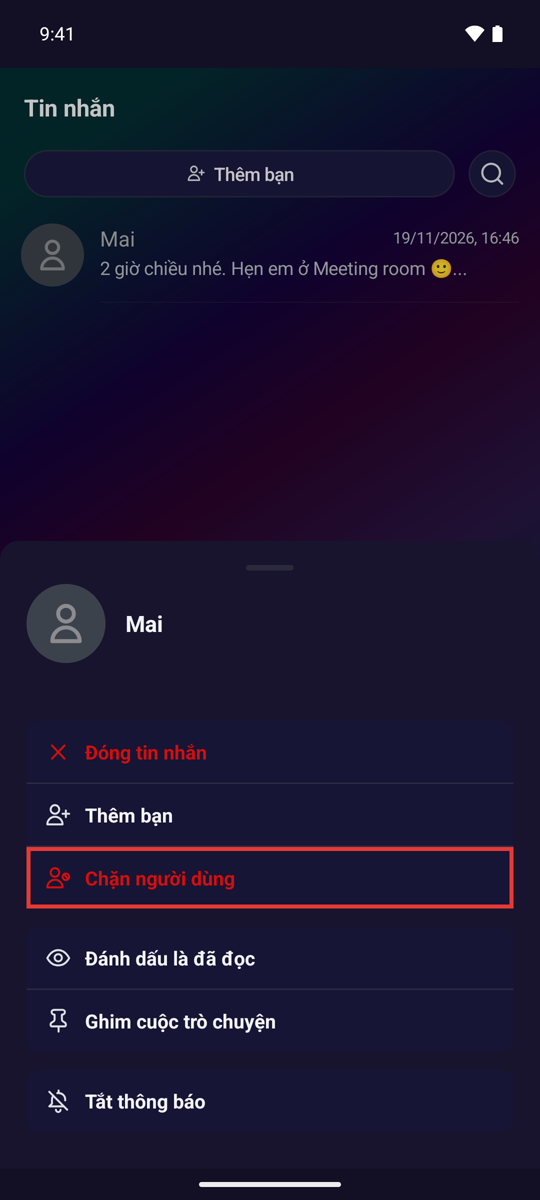 9:41
Tin nhắn
Thêm bạn
Mai
19/11/2026, 16:46
2 giờ chiều nhé. Hẹn em ở Meeting room 🙂...
Mai
Đóng tin nhắn
Thêm bạn
Chặn người dùng
Đánh dấu là đã đọc
Ghim cuộc trò chuyện
Tắt thông báo